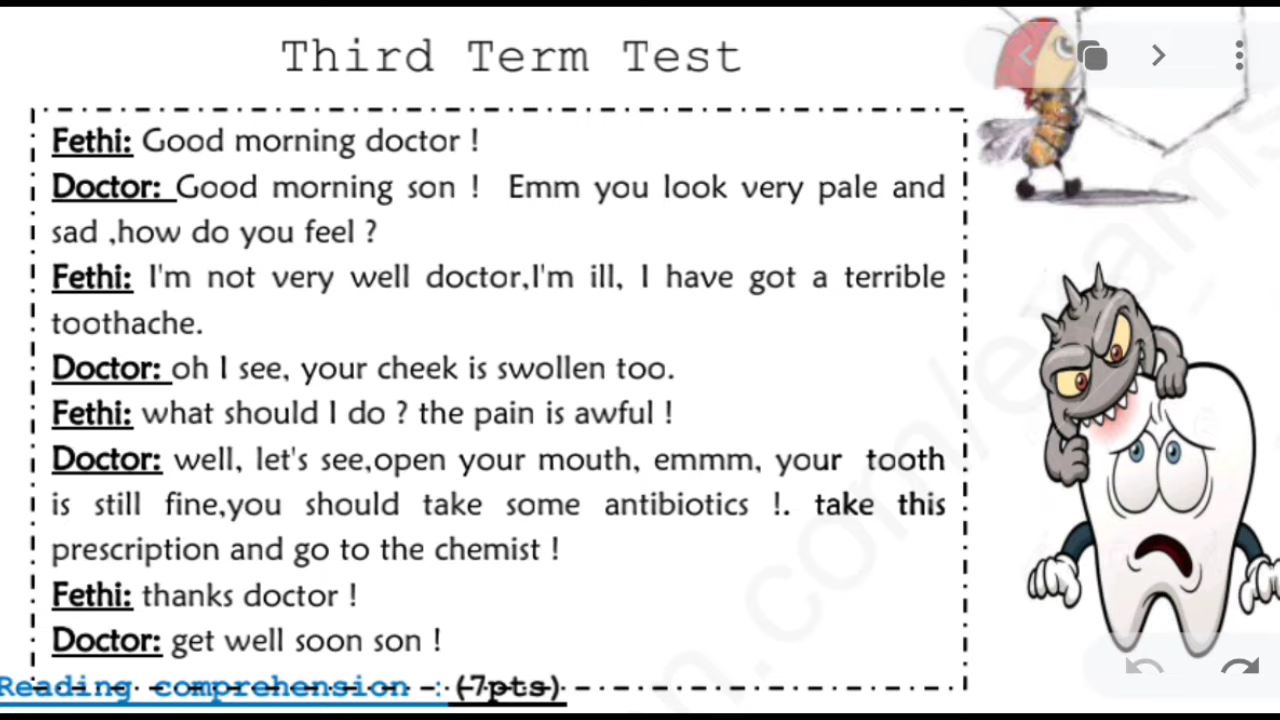 Third Term Test
Fethi: Good morning doctor !
Doctor: Good morning son ! Emm you look very pale and
sad ,how do you feel ?
Fethi: I'm not very well doctor,I'm ill, I have got a terrible
toothache.
Doctor: oh I see, your cheek is swollen too.
Fethi: what should I do ? the pain is awful !
Doctor: well, let's see,open your mouth, emmm, your tooth
is still fine,you should take some antibiotics !. take this
prescription and go to the chemist !
Fethi: thanks doctor !
Doctor: get well soon son !
Reading comprehension : (7pts)